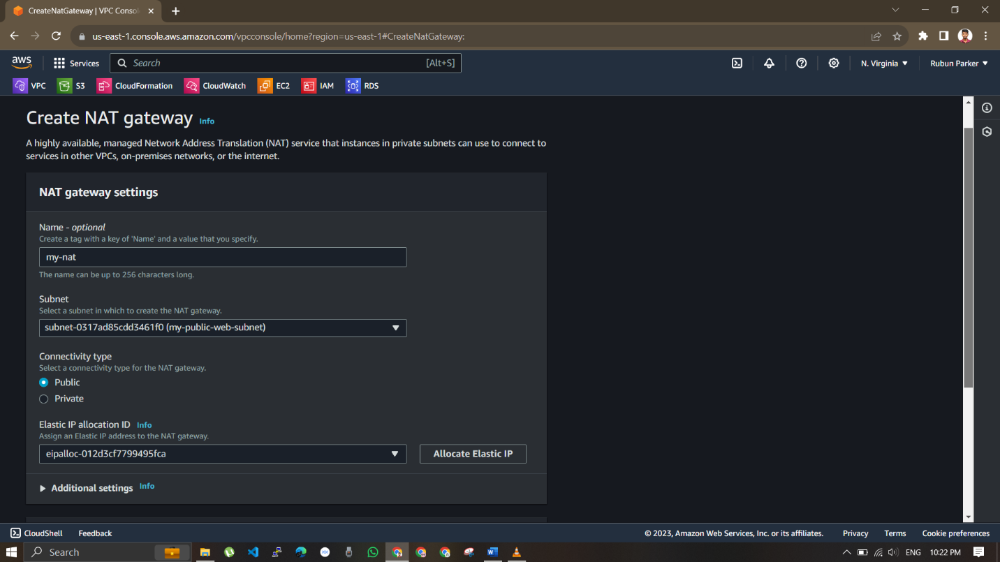 CreateNatGateway | VPC Consol
us-east-1.console.aws.amazon.com/vpcconsole/home?region=us-east-1#CreateNatGateway:
aws
Services
Search
[Alt+S]
N. Virginia
Rubun Parker
VPC
S3
CloudFormation
CloudWatch
EC2
IAM
RDS
Create NAT gateway Info
A highly available, managed Network Address Translation (NAT) service that instances in private subnets can use to connect to
services in other VPCs, on-premises networks, or the internet.
NAT gateway settings
Name - optional
Create a tag with a key of 'Name' and a value that you specify.
my-nat
The name can be up to 256 characters long.
Subnet
Select a subnet in which to create the NAT gateway.
subnet-0317ad85cdd3461f0 (my-public-web-subnet)
Connectivity type
Select a connectivity type for the NAT gateway.
Public
Private
Elastic IP allocation ID Info
Assign an Elastic IP address to the NAT gateway.
eipalloc-012d3cf7799495fca
Allocate Elastic IP
Additional settings Info
CloudShell
Feedback
© 2023, Amazon Web Services, Inc. or its affiliates.
Privacy
Terms
Cookie preferences
Search
ENG
10:22 PM